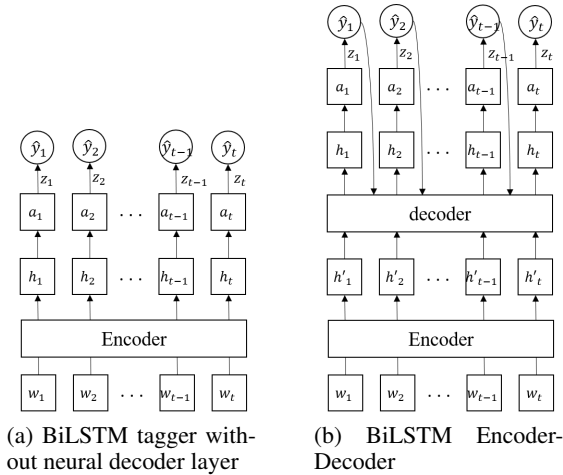 ŷ₁ ŷ₂ ŷₜ₋₁ ŷₜ
z₁ z₂ zₜ₋₁ zₜ
a₁ a₂ . . . aₜ₋₁ aₜ
h₁ h₂ . . . hₜ₋₁ hₜ
Encoder
w₁ w₂ . . . wₜ₋₁ wₜ
(a) BiLSTM tagger with-
out neural decoder layer
ŷ₁ ŷ₂ ŷₜ₋₁ ŷₜ
z₁ z₂ zₜ₋₁ zₜ
a₁ a₂ . . . aₜ₋₁ aₜ
h₁ h₂ . . . hₜ₋₁ hₜ
decoder
h'₁ h'₂ . . . h'ₜ₋₁ h'ₜ
Encoder
w₁ w₂ . . . wₜ₋₁ wₜ
(b) BiLSTM Encoder-
Decoder